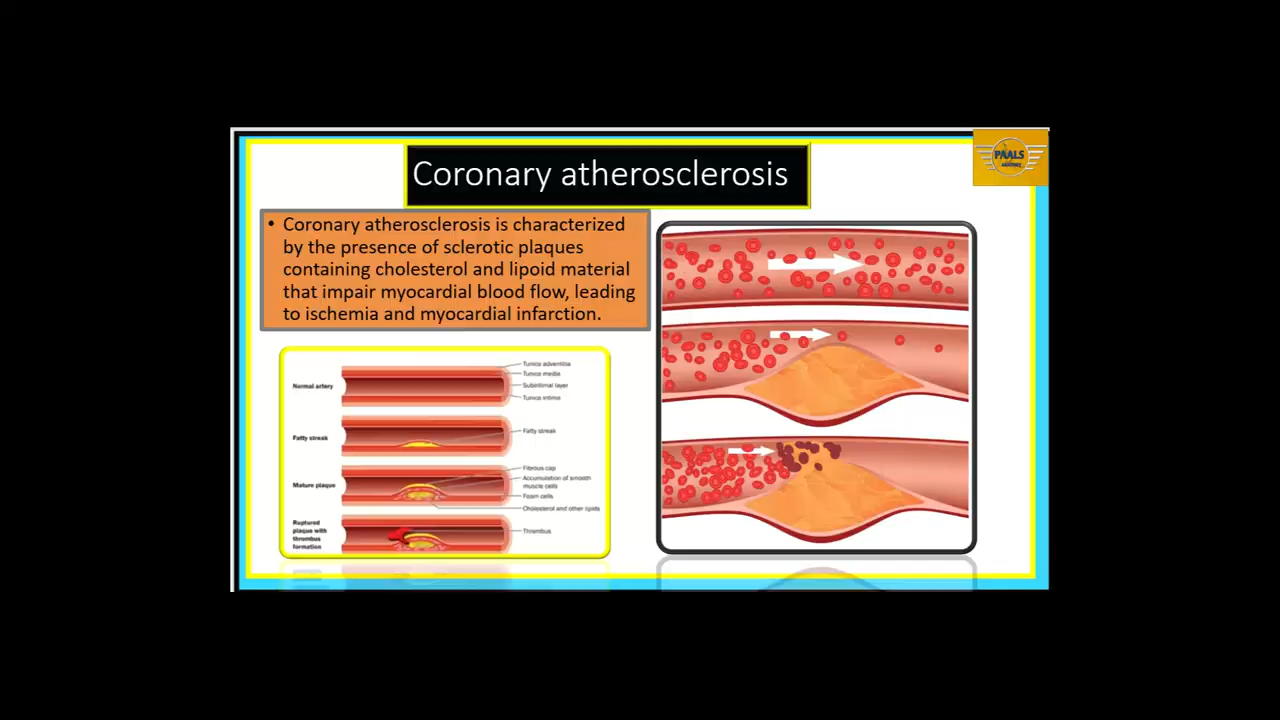 Coronary atherosclerosis
PAALS
• Coronary atherosclerosis is characterized
by the presence of sclerotic plaques
containing cholesterol and lipoid material
that impair myocardial blood flow, leading
to ischemia and myocardial infarction.
Normal artery
Tunica adventitia
Tunica media
Subintimal layer
Tunica intima
Fatty streak
Fatty streak
Mature plaque
Fibrous cap
Accumulation of smooth
muscle cells
Foam cells
Cholesterol and other lipids
Ruptured
plaque with
thrombus
formation
Thrombus